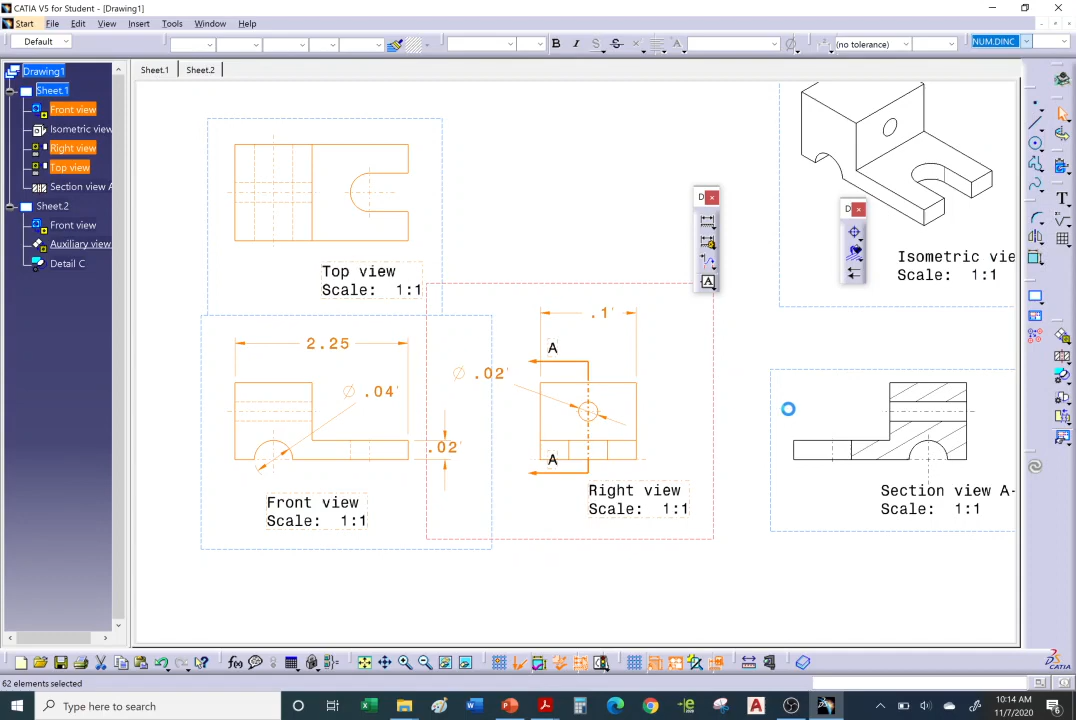 CATIA V5 for Student - [Drawing1]
Start File Edit View Insert Tools Window Help
Default
B I S S
(no tolerance)
NUM.DINC
Sheet.1 Sheet.2
Drawing1
Sheet.1
Front view
Isometric view
Right view
Top view
Section view A
Sheet.2
Front view
Auxiliary view
Detail C
D
D
Top view
Scale: 1:1
Isometric vie
Scale: 1:1
2.25
∅ .04'
.02'
∅ .02'
.1'
A
A
Front view
Scale: 1:1
Right view
Scale: 1:1
Section view A-
Scale: 1:1
62 elements selected
CATIA
Type here to search
10:14 AM
11/7/2020